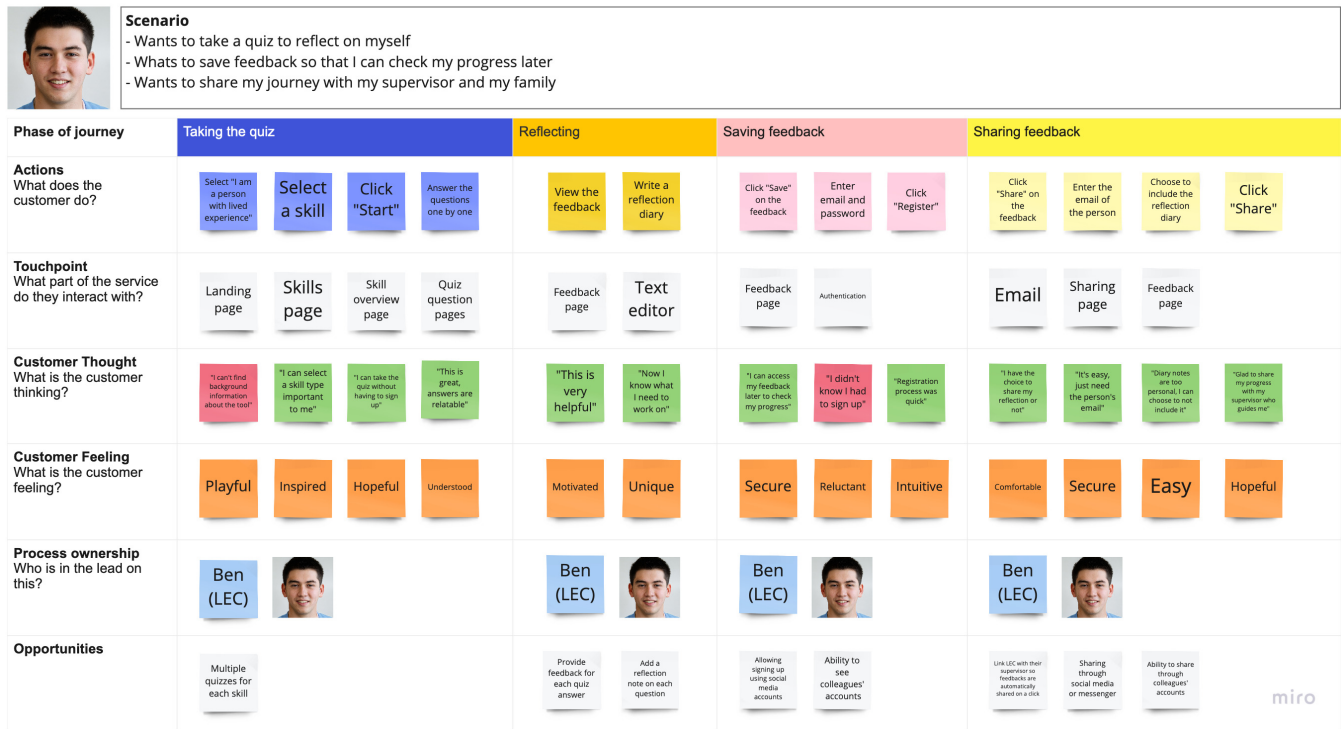 Scenario
- Wants to take a quiz to reflect on myself
- Whats to save feedback so that I can check my progress later
- Wants to share my journey with my supervisor and my family
Phase of journey
Taking the quiz
Reflecting
Saving feedback
Sharing feedback
Actions
What does the
customer do?
Select "I am
a person
with lived
experience"
Select
a skill
Click
"Start"
Answer the
questions
one by one
View the
feedback
Write a
reflection
diary
Click "Save"
on the
feedback
Enter
email and
password
Click
"Register"
Click
"Share" on
the
feedback
Enter the
email of
the person
Choose to
include the
reflection
diary
Click
"Share"
Touchpoint
What part of the service
do they interact with?
Landing
page
Skills
page
Skill
overview
page
Quiz
question
pages
Feedback
page
Text
editor
Feedback
page
Authentication
Email
Sharing
page
Feedback
page
Customer Thought
What is the customer
thinking?
"I can't find
background
information
about the tool"
"I can select
a skill type
important
to me"
"I can take the
quiz without
having to sign
up"
"This is
great,
answers are
relatable"
"This is
very
helpful"
"Now I
know what
I need to
work on"
"I can access
my feedback
later to check
my progress"
"I didn't
know I had
to sign up"
"Registration
process was
quick"
"I have the
choice to
share my
reflection or
not"
"It's easy,
just need
the person's
email"
"Diary notes
are too
personal, I can
choose to not
include it"
"Glad to share
my progress
with my
supervisor who
guides me"
Customer Feeling
What is the customer
feeling?
Playful
Inspired
Hopeful
Understood
Motivated
Unique
Secure
Reluctant
Intuitive
Comfortable
Secure
Easy
Hopeful
Process ownership
Who is in the lead on
this?
Ben
(LEC)
Ben
(LEC)
Ben
(LEC)
Ben
(LEC)
Opportunities
Multiple
quizzes for
each skill
Provide
feedback for
each quiz
answer
Add a
reflection
note on each
question
Allowing
signing up
using social
media
accounts
Ability to
see
colleagues'
accounts
Link LEC with their
supervisor so
feedbacks are
automatically
shared on a click
Sharing
through
social media
or messenger
Ability to share
through
colleagues'
accounts
miro